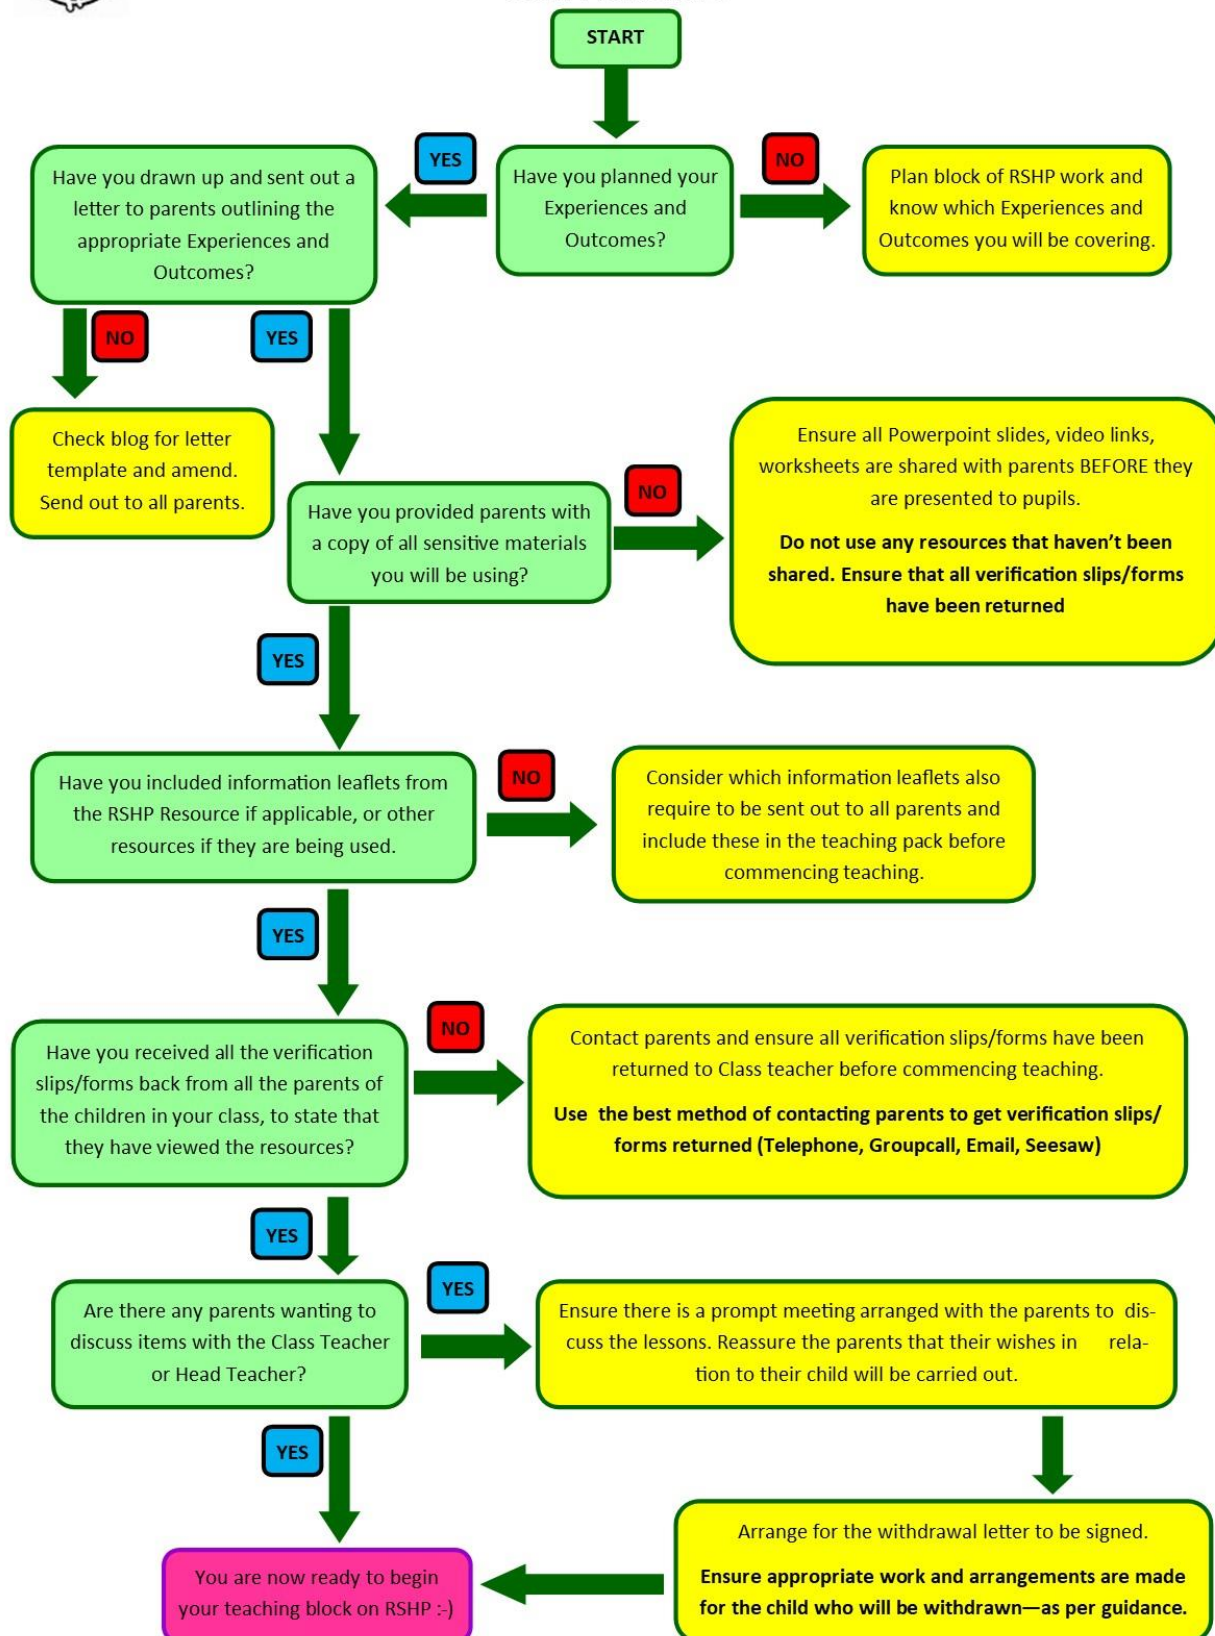 START
YES
NO
Have you drawn up and sent out a
letter to parents outlining the
appropriate Experiences and
Outcomes?
Have you planned your
Experiences and
Outcomes?
Plan block of RSHP work and
know which Experiences and
Outcomes you will be covering.
NO
YES
Check blog for letter
template and amend.
Send out to all parents.
Have you provided parents with
a copy of all sensitive materials
you will be using?
NO
Ensure all Powerpoint slides, video links,
worksheets are shared with parents BEFORE they
are presented to pupils.
Do not use any resources that haven’t been
shared. Ensure that all verification slips/forms
have been returned
YES
Have you included information leaflets from
the RSHP Resource if applicable, or other
resources if they are being used.
NO
Consider which information leaflets also
require to be sent out to all parents and
include these in the teaching pack before
commencing teaching.
YES
Have you received all the verification
slips/forms back from all the parents of
the children in your class, to state that
they have viewed the resources?
NO
Contact parents and ensure all verification slips/forms have been
returned to Class teacher before commencing teaching.
Use the best method of contacting parents to get verification slips/
forms returned (Telephone, Groupcall, Email, Seesaw)
YES
Are there any parents wanting to
discuss items with the Class Teacher
or Head Teacher?
YES
Ensure there is a prompt meeting arranged with the parents to dis-
cuss the lessons. Reassure the parents that their wishes in rela-
tion to their child will be carried out.
YES
Arrange for the withdrawal letter to be signed.
Ensure appropriate work and arrangements are made
for the child who will be withdrawn—as per guidance.
You are now ready to begin
your teaching block on RSHP :-)